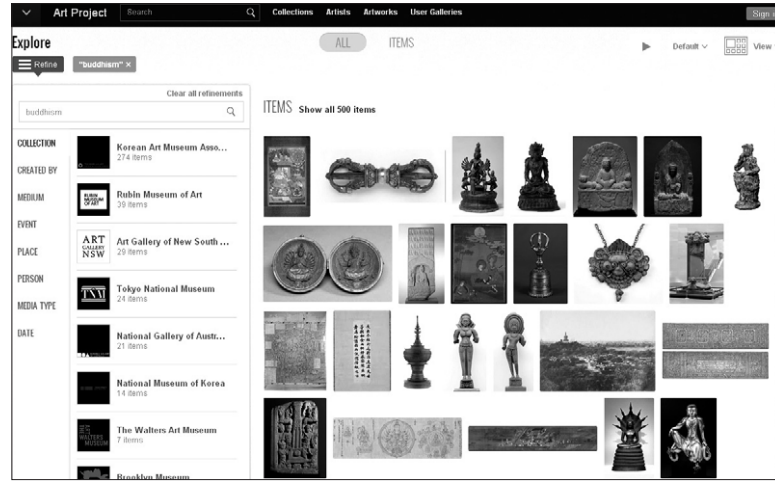 Art Project Search Collections Artists Artworks User Galleries Sign
Explore ALL ITEMS Default View
Refine "buddhism" ×
Clear all refinements
buddhism
ITEMS Show all 500 items
COLLECTION
CREATED BY
MEDIUM
EVENT
PLACE
PERSON
MEDIA TYPE
DATE
Korean Art Museum Asso...
274 items
RUBIN
MUSEUM
OF ART
Rubin Museum of Art
39 items
ART
GALLERY
NSW
Art Gallery of New South ...
29 items
TNM
Tokyo National Museum
24 items
National Gallery of Austr...
21 items
National Museum of Korea
14 items
THE
WALTERS
MUSEUM
The Walters Art Museum
7 items
Brooklyn Museum